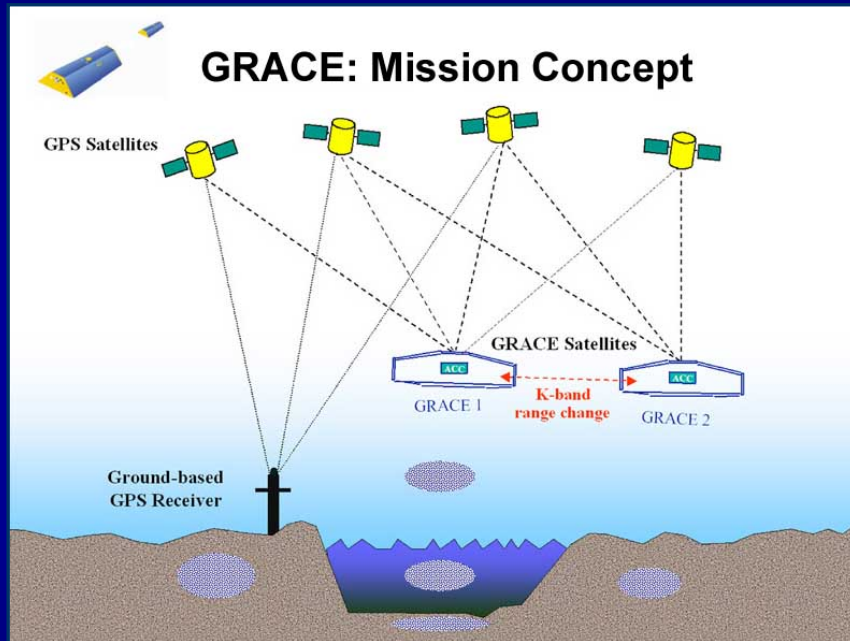 GRACE: Mission Concept
GPS Satellites
GRACE Satellites
ACC
ACC
K-band
range change
GRACE 1
GRACE 2
Ground-based
GPS Receiver